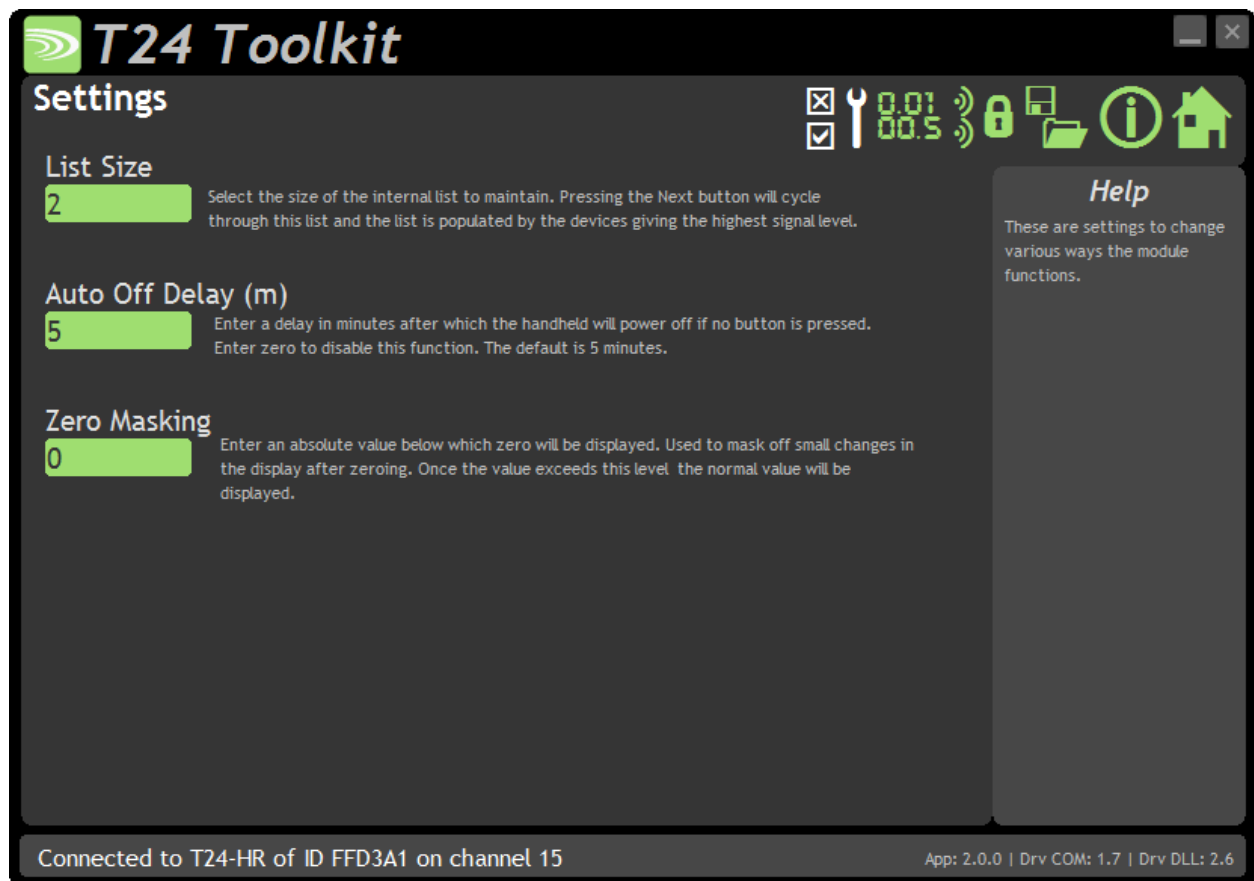 T24 Toolkit
Settings
0.01
00.5
List Size
2
Select the size of the internal list to maintain. Pressing the Next button will cycle
through this list and the list is populated by the devices giving the highest signal level.
Auto Off Delay (m)
5
Enter a delay in minutes after which the handheld will power off if no button is pressed.
Enter zero to disable this function. The default is 5 minutes.
Zero Masking
0
Enter an absolute value below which zero will be displayed. Used to mask off small changes in
the display after zeroing. Once the value exceeds this level the normal value will be
displayed.
Help
These are settings to change
various ways the module
functions.
Connected to T24-HR of ID FFD3A1 on channel 15
App: 2.0.0 | Drv COM: 1.7 | Drv DLL: 2.6